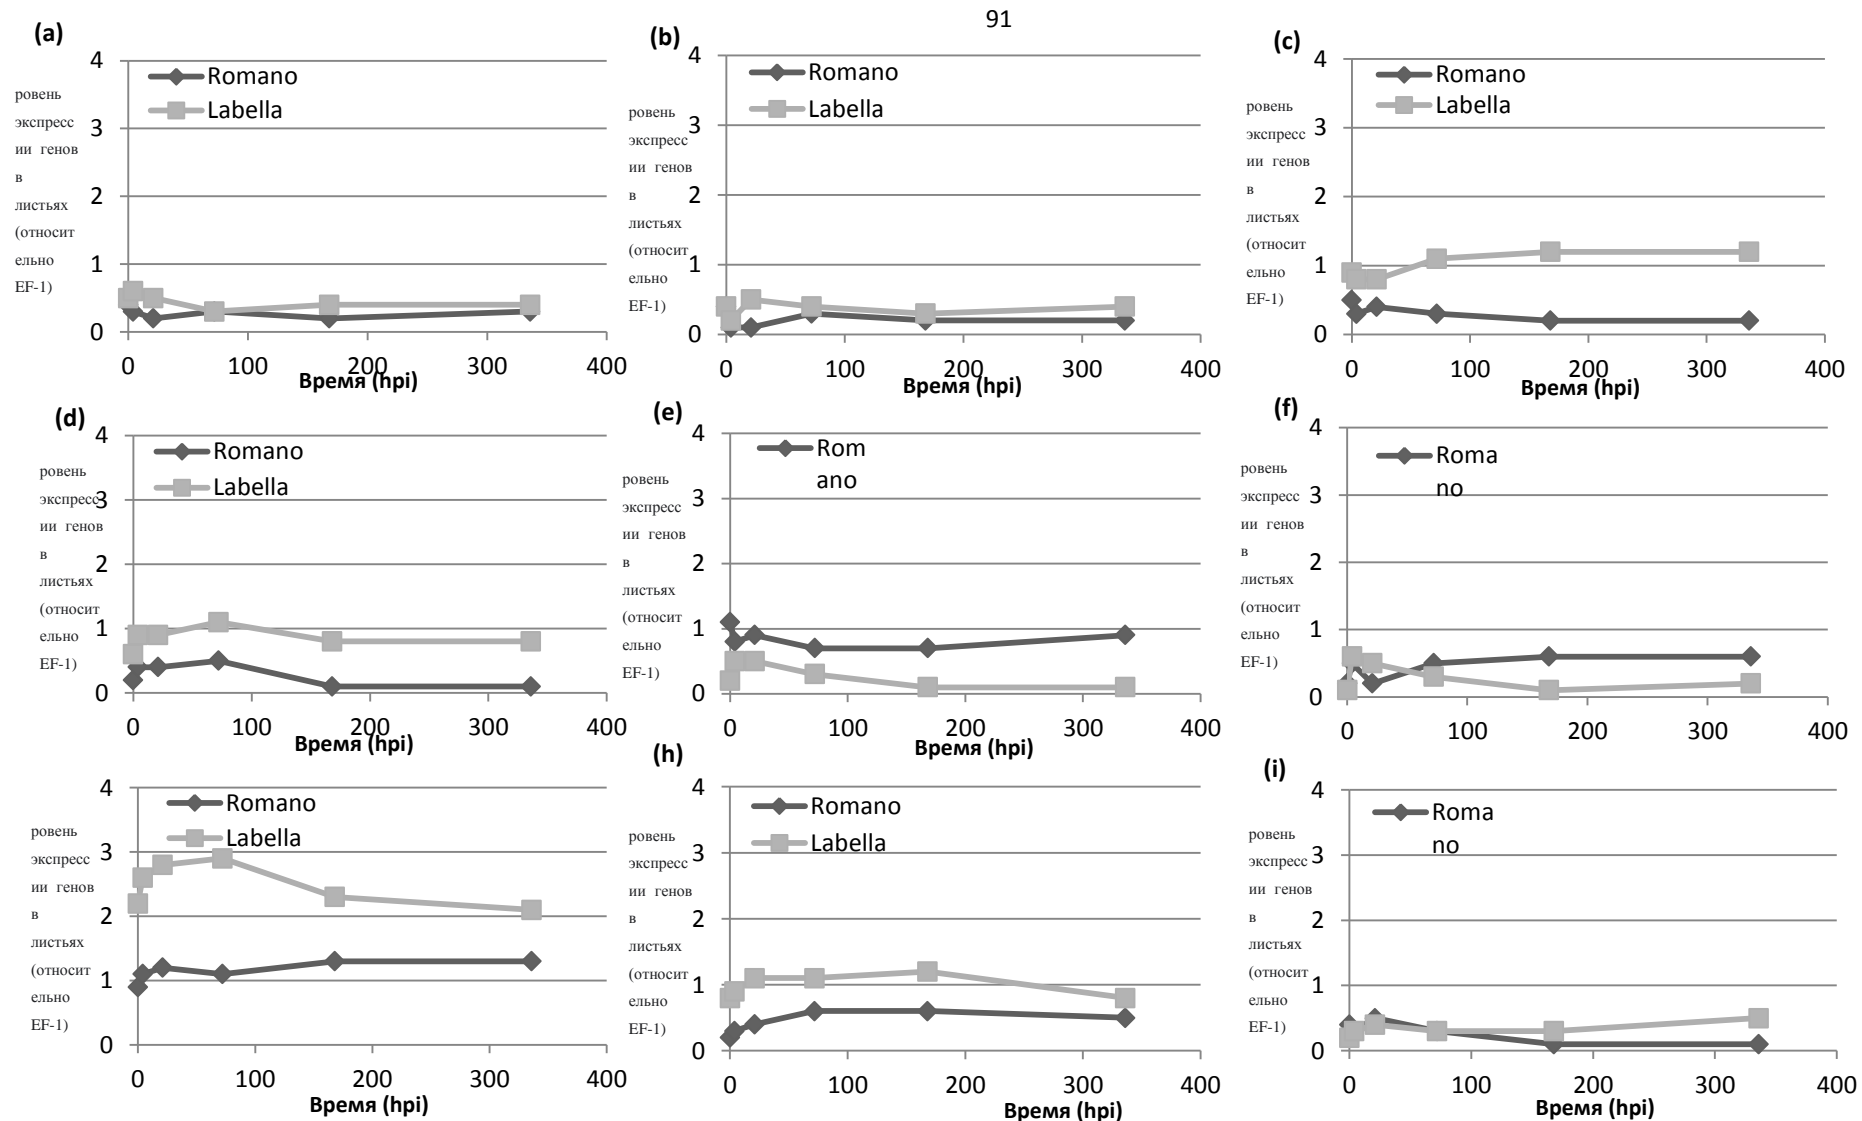 91
(a)
4
3
2
1
0
0
100
200
300
400
Romano
Labella
ровень
экспресс
ии генов
в
листьях
(относит
ельно
EF-1)
Время (hpi)
(b)
4
3
2
1
0
0
100
200
300
400
Romano
Labella
ровень
экспресс
ии генов
в
листьях
(относит
ельно
EF-1)
Время (hpi)
(c)
4
3
2
1
0
0
100
200
300
400
Romano
Labella
ровень
экспресс
ии генов
в
листьях
(относит
ельно
EF-1)
Время (hpi)
(d)
4
3
2
1
0
0
100
200
300
400
Romano
Labella
ровень
экспресс
ии генов
в
листьях
(относит
ельно
EF-1)
Время (hpi)
(e)
4
3
2
1
0
0
100
200
300
400
Rom
ano
ровень
экспресс
ии генов
в
листьях
(относит
ельно
EF-1)
Время (hpi)
(f)
4
3
2
1
0
0
100
200
300
400
Roma
no
ровень
экспресс
ии генов
в
листьях
(относит
ельно
EF-1)
Время (hpi)
4
3
2
1
0
0
100
200
300
400
Romano
Labella
ровень
экспресс
ии генов
в
листьях
(относит
ельно
EF-1)
Время (hpi)
(h)
4
3
2
1
0
0
100
200
300
400
Romano
Labella
ровень
экспресс
ии генов
в
листьях
(относит
ельно
EF-1)
Время (hpi)
(i)
4
3
2
1
0
0
100
200
300
400
Roma
no
ровень
экспресс
ии генов
в
листьях
(относит
ельно
EF-1)
Время (hpi)